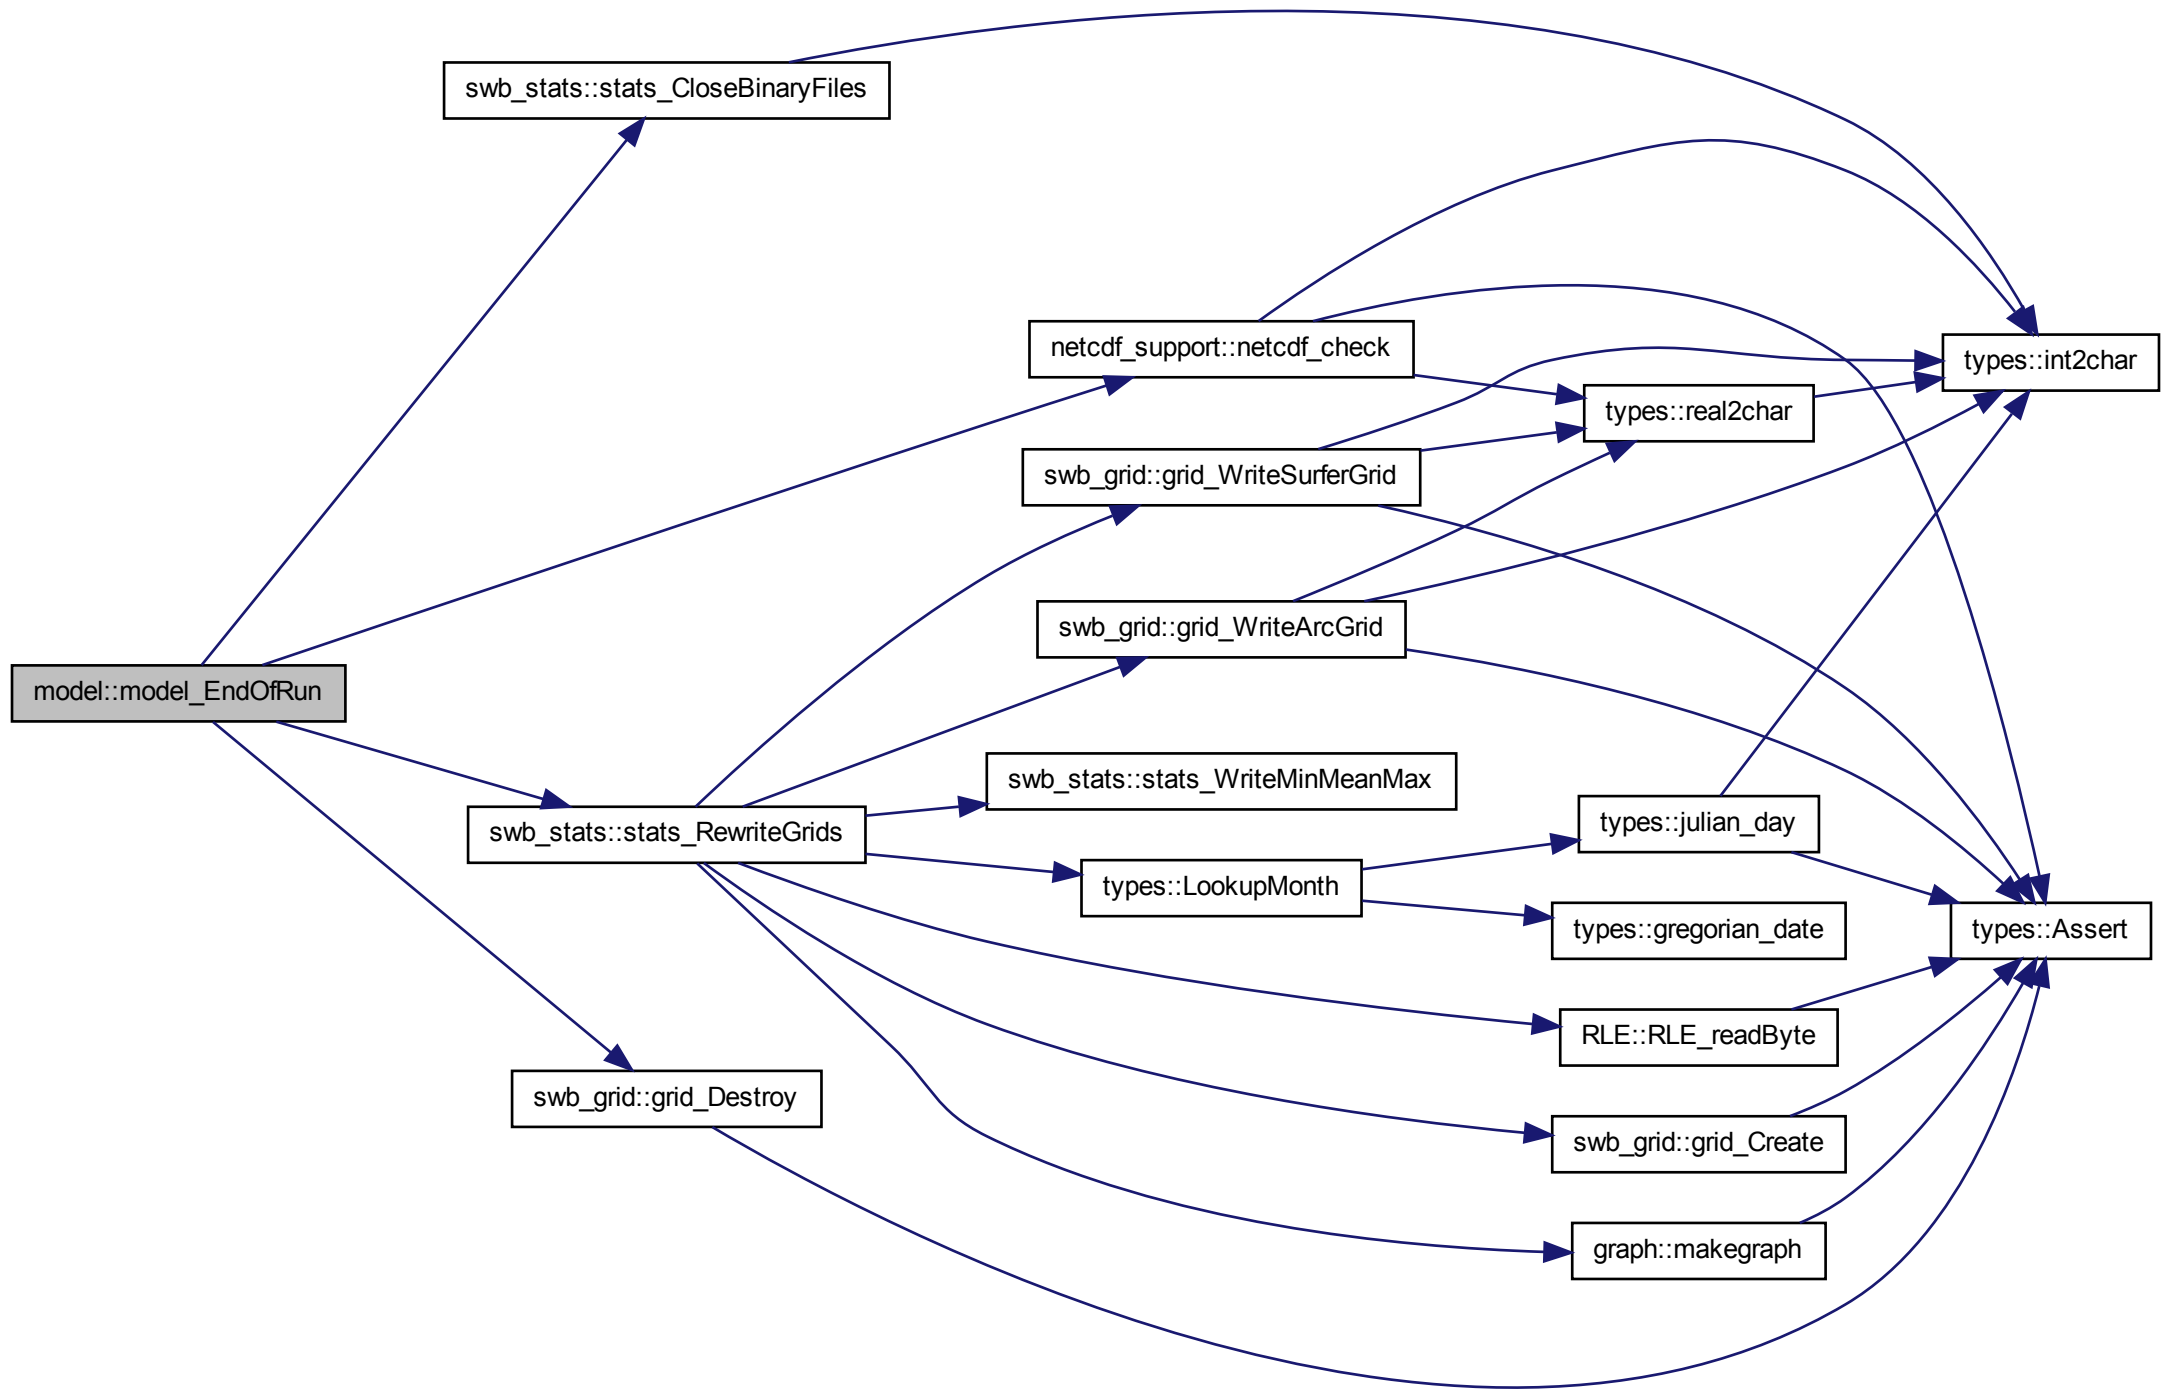 swb_stats::stats_CloseBinaryFiles
netcdf_support::netcdf_check
types::int2char
types::real2char
swb_grid::grid_WriteSurferGrid
swb_grid::grid_WriteArcGrid
model::model_EndOfRun
swb_stats::stats_WriteMinMeanMax
types::julian_day
swb_stats::stats_RewriteGrids
types::LookupMonth
types::gregorian_date
types::Assert
RLE::RLE_readByte
swb_grid::grid_Destroy
swb_grid::grid_Create
graph::makegraph